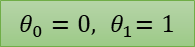 θ₀ = 0, θ₁= 1